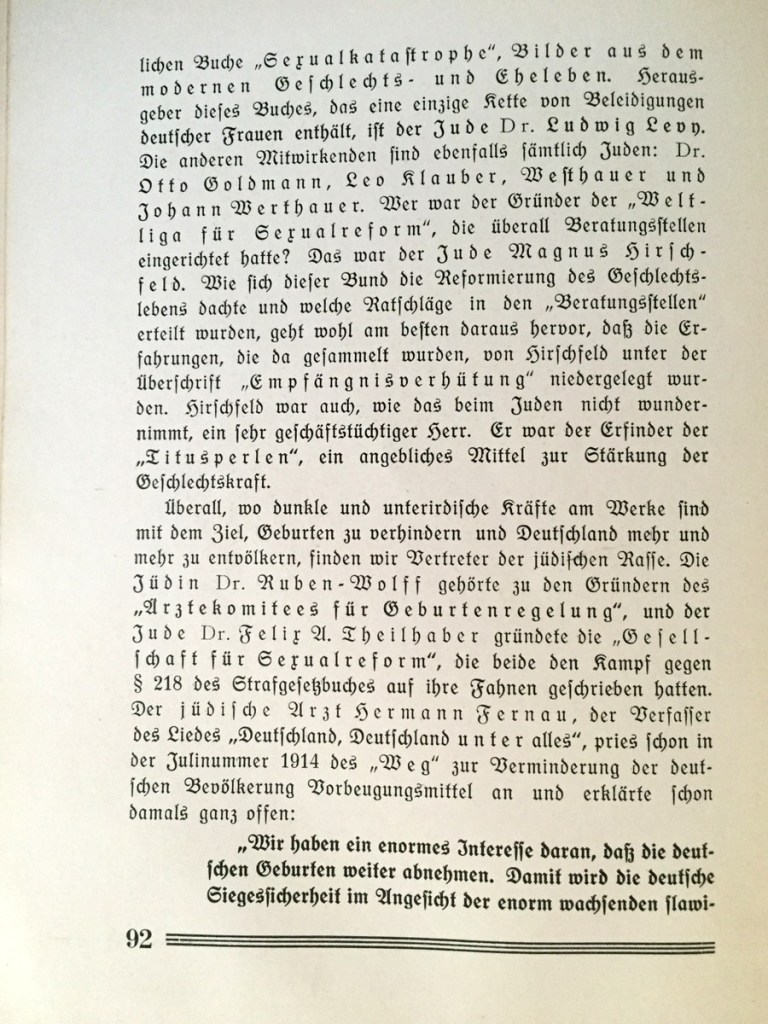 lichen Buche „Sexualkatastrophe“, Bilder aus dem
modernen Geschlechts- und Eheleben. Heraus-
geber dieses Buches, das eine einzige Kette von Beleidigungen
deutscher Frauen enthält, ist der Jude Dr. Ludwig Levy.
Die anderen Mitwirkenden sind ebenfalls sämtlich Juden: Dr.
Otto Goldmann, Leo Klauber, Westhauer und
Johann Werthauer. Wer war der Gründer der „Welt-
liga für Sexualreform“, die überall Beratungsstellen
eingerichtet hatte? Das war der Jude Magnus Hirsch-
feld. Wie sich dieser Bund die Reformierung des Geschlechts-
lebens dachte und welche Ratschläge in den „Beratungsstellen“
erteilt wurden, geht wohl am besten daraus hervor, daß die Er-
fahrungen, die da gesammelt wurden, von Hirschfeld unter der
Überschrift „Empfängnisverhütung“ niedergelegt wur-
den. Hirschfeld war auch, wie das beim Juden nicht wunder-
nimmt, ein sehr geschäftstüchtiger Herr. Er war der Erfinder der
„Titusperlen“, ein angebliches Mittel zur Stärkung der
Geschlechtskraft.
Überall, wo dunkle und unterirdische Kräfte am Werke sind
mit dem Ziel, Geburten zu verhindern und Deutschland mehr und
mehr zu entvölkern, finden wir Vertreter der jüdischen Rasse. Die
Jüdin Dr. Ruben-Wolff gehörte zu den Gründern des
„Ärztekomitees für Geburtenregelung“, und der
Jude Dr. Felix A. Theilhaber gründete die „Gesell-
schaft für Sexualreform“, die beide den Kampf gegen
§ 218 des Strafgesetzbuches auf ihre Fahnen geschrieben hatten.
Der jüdische Arzt Hermann Fernau, der Verfasser
des Liedes „Deutschland, Deutschland unter alles“, pries schon in
der Julinummer 1914 des „Weg“ zur Verminderung der deut-
schen Bevölkerung Vorbeugungsmittel an und erklärte schon
damals ganz offen:
„Wir haben ein enormes Interesse daran, daß die deut-
schen Geburten weiter abnehmen. Damit wird die deutsche
Siegessicherheit im Angesicht der enorm wachsenden slawi-
92